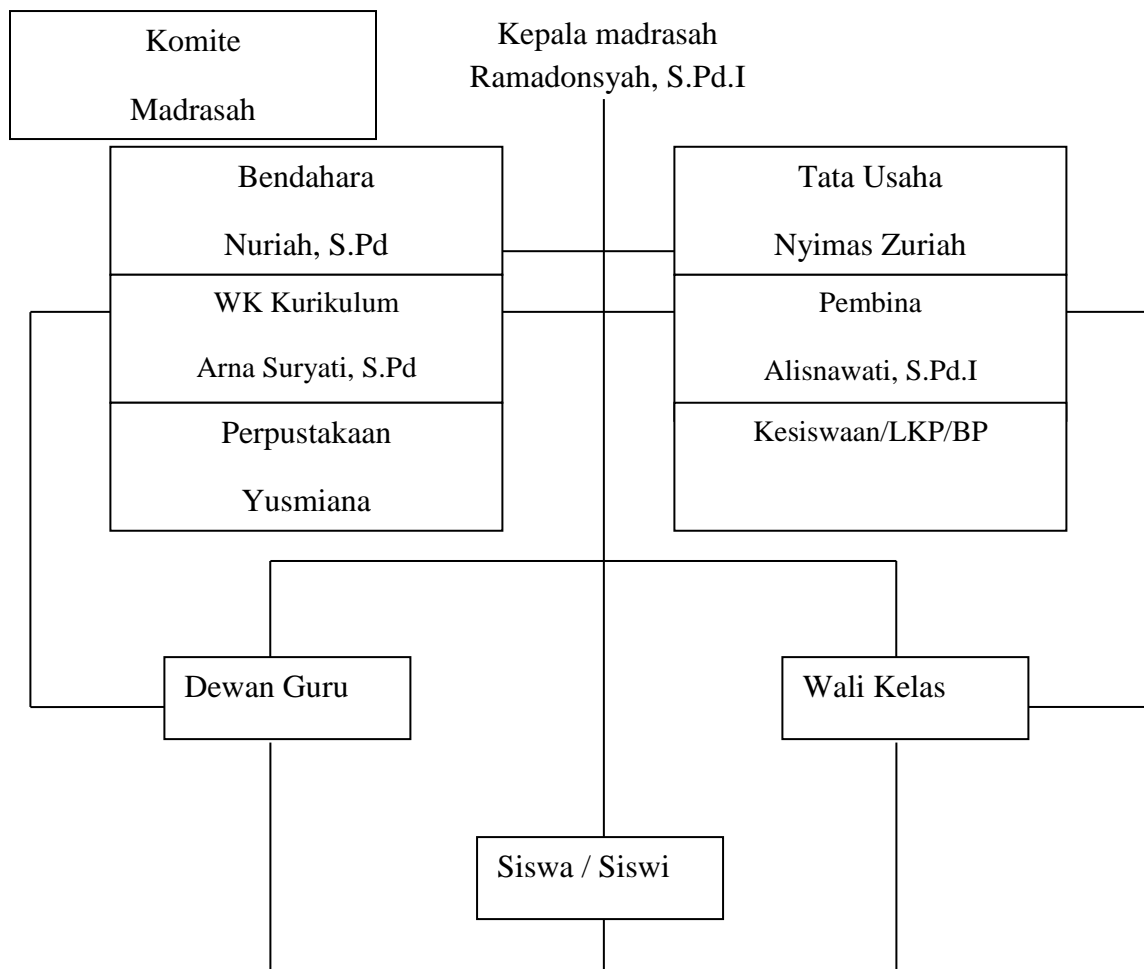 Komite
Madrasah
Kepala madrasah
Ramadonsyah, S.Pd.I
Bendahara
Nuriah, S.Pd
Tata Usaha
Nyimas Zuriah
WK Kurikulum
Arna Suryati, S.Pd
Pembina
Alisnawati, S.Pd.I
Perpustakaan
Yusmiana
Kesiswaan/LKP/BP
Dewan Guru
Wali Kelas
Siswa / Siswi